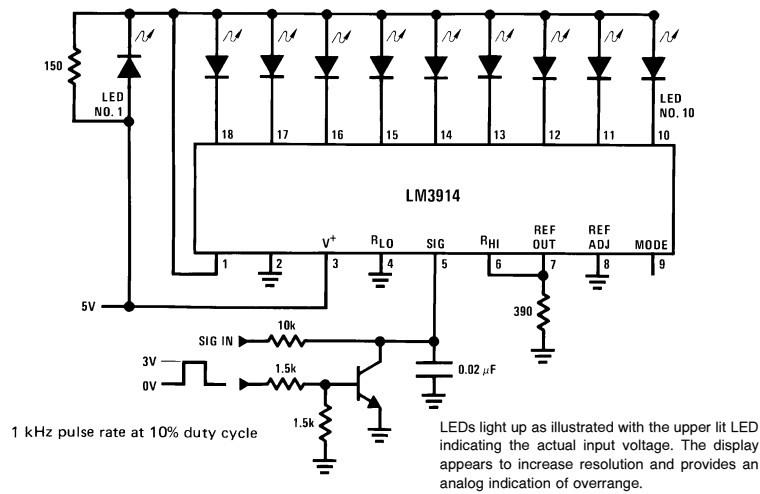 150
LED
NO. 1
LED
NO. 10
18 17 16 15 14 13 12 11 10
LM3914
V+ RLO SIG RHI REF OUT REF ADJ MODE
1 2 3 4 5 6 7 8 9
5V
390
SIG IN
10k
3V
0V
1.5k
0.02 μF
1.5k
1 kHz pulse rate at 10% duty cycle
LEDs light up as illustrated with the upper lit LED
indicating the actual input voltage. The display
appears to increase resolution and provides an
analog indication of overrange.